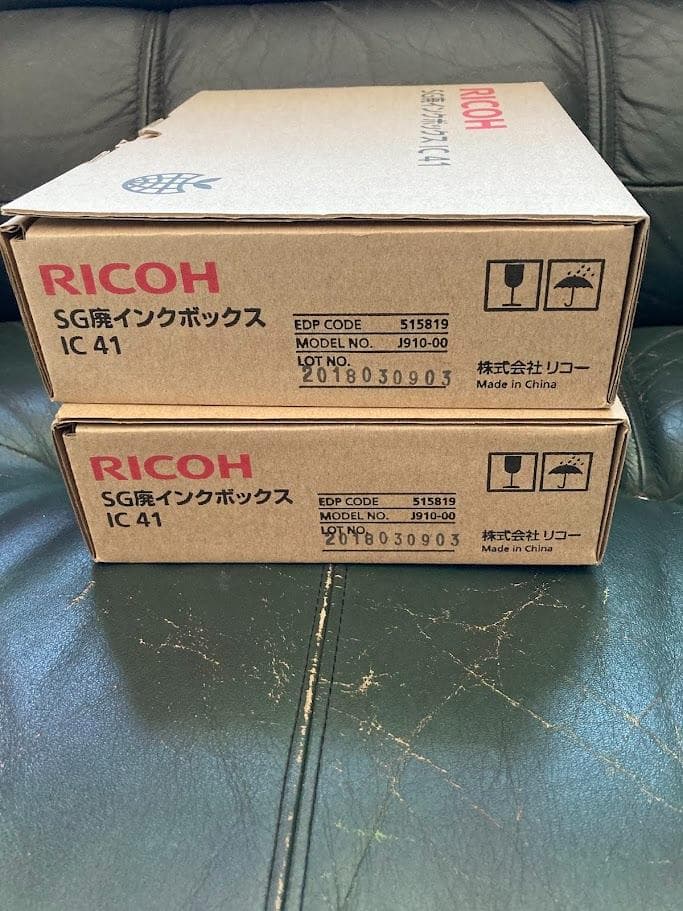 RICOH
SG廃インクボックス IC 41
RICOH
SG廃インクボックス
IC 41
EDP CODE 515819
MODEL NO. J910-00
LOT NO.
2018030903
株式会社 リコー
Made in China
RICOH
SG廃インクボックス
IC 41
EDP CODE 515819
MODEL NO. J910-00
LOT NO.
2018030903
株式会社 リコー
Made in China